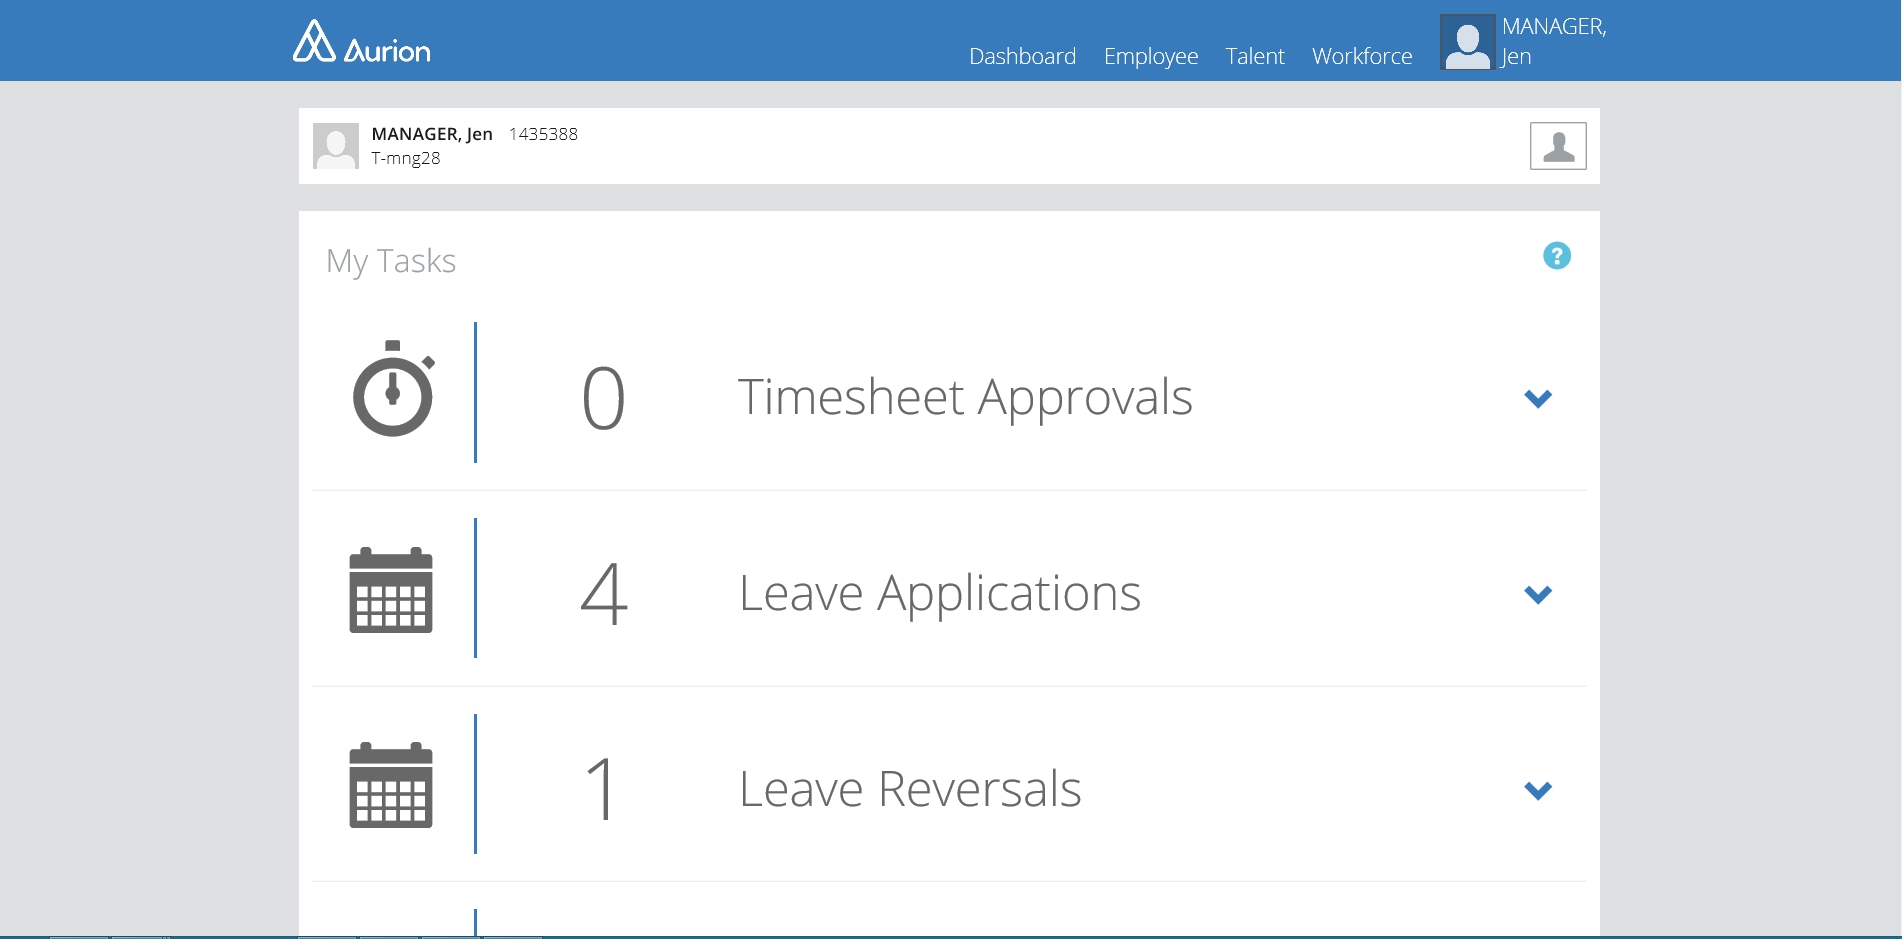 Aurion
Dashboard Employee Talent Workforce
MANAGER,
Jen
MANAGER, Jen 1435388
T-mng28
My Tasks
?
0 Timesheet Approvals
4 Leave Applications
1 Leave Reversals